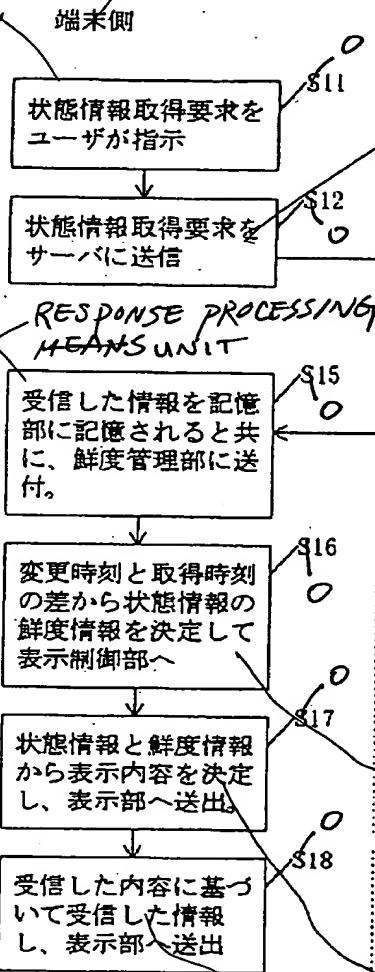 端末側
S11
状態情報取得要求を
ユーザが指示
S12
状態情報取得要求を
サーバに送信
RESPONSE PROCESSING
MEANS UNIT
S15
受信した情報を記憶
部に記憶されると共
に、鮮度管理部に送
付。
S16
変更時刻と取得時刻
の差から状態情報の
鮮度情報を決定して
表示制御部へ
S17
状態情報と鮮度情報
から表示内容を決定
し、表示部へ送出。
S18
受信した内容に基づ
いて受信した情報
し、表示部へ送出